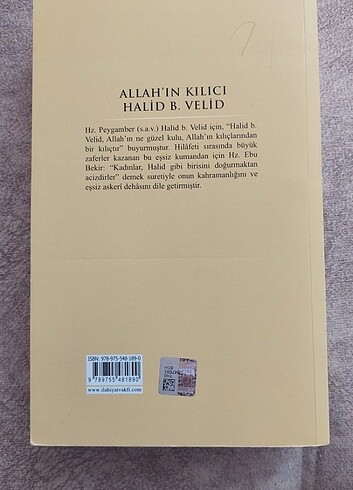 ALLAH'IN KILICI
HALİD B. VELİD
Hz. Peygamber (s.a.v.) Halid b. Velid için, “Halid b.
Velid, Allah'ın ne güzel kulu, Allah'ın kılıçlarından
bir kılıçtır” buyurmuştur. Hilâfeti sırasında büyük
zaferler kazanan bu eşsiz kumandan için Hz. Ebu
Bekir: “Kadınlar, Halid gibi birisini doğurmaktan
acizdirler” demek suretiyle onun kahramanlığını ve
eşsiz askerî dehâsını dile getirmiştir.
ISBN: 978-975-548-189-0
9 789755 481890
www.ilahiyatvakfi.com